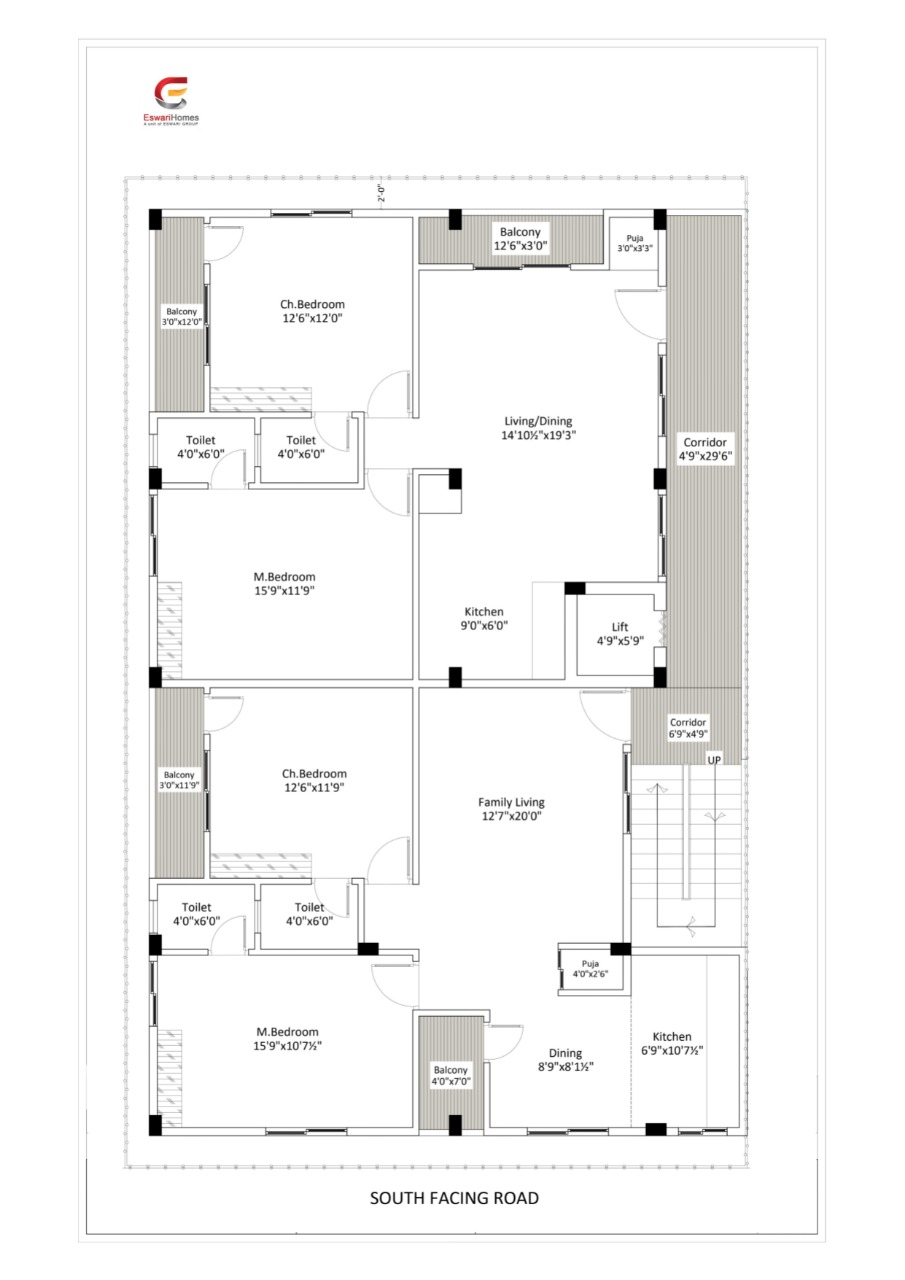 EswariHomes
A unit of ESWARI GROUP
2'-0"
Balcony
12'6"x3'0"
Puja
3'0"x3'3"
Ch.Bedroom
12'6"x12'0"
Balcony
3'0"x12'0"
Living/Dining
14'10½"x19'3"
Corridor
4'9"x29'6"
Toilet
4'0"x6'0"
Toilet
4'0"x6'0"
M.Bedroom
15'9"x11'9"
Kitchen
9'0"x6'0"
Lift
4'9"x5'9"
Corridor
6'9"x4'9"
UP
Balcony
3'0"x11'9"
Ch.Bedroom
12'6"x11'9"
Family Living
12'7"x20'0"
Toilet
4'0"x6'0"
Toilet
4'0"x6'0"
Puja
4'0"x2'6"
M.Bedroom
15'9"x10'7½"
Kitchen
6'9"x10'7½"
Dining
8'9"x8'1½"
Balcony
4'0"x7'0"
SOUTH FACING ROAD